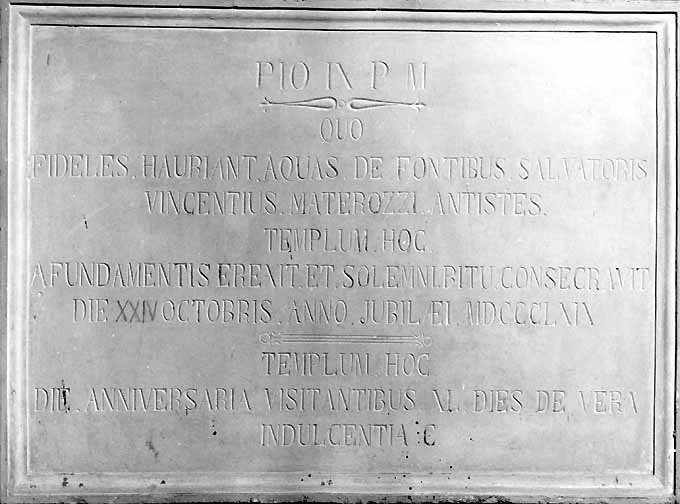 PIO IX P M
QUO
FIDELES. HAURIANT. AQUAS DE FONTIBUS. SALVATORIS
VINCENTIUS. MATEROZZI. ANTISTES.
TEMPLUM. HOC
A FUNDAMENTIS EREXIT. ET. SOLEMNI. RITU. CONSECRAVIT
DIE XXIV OCTOBRIS. ANNO. JUBILÆI. MDCCCLXIX
TEMPLUM. HOC
DIE. ANNIVERSARIA VISITANTIBUS XL DIES DE VERA
INDULGENTIA C